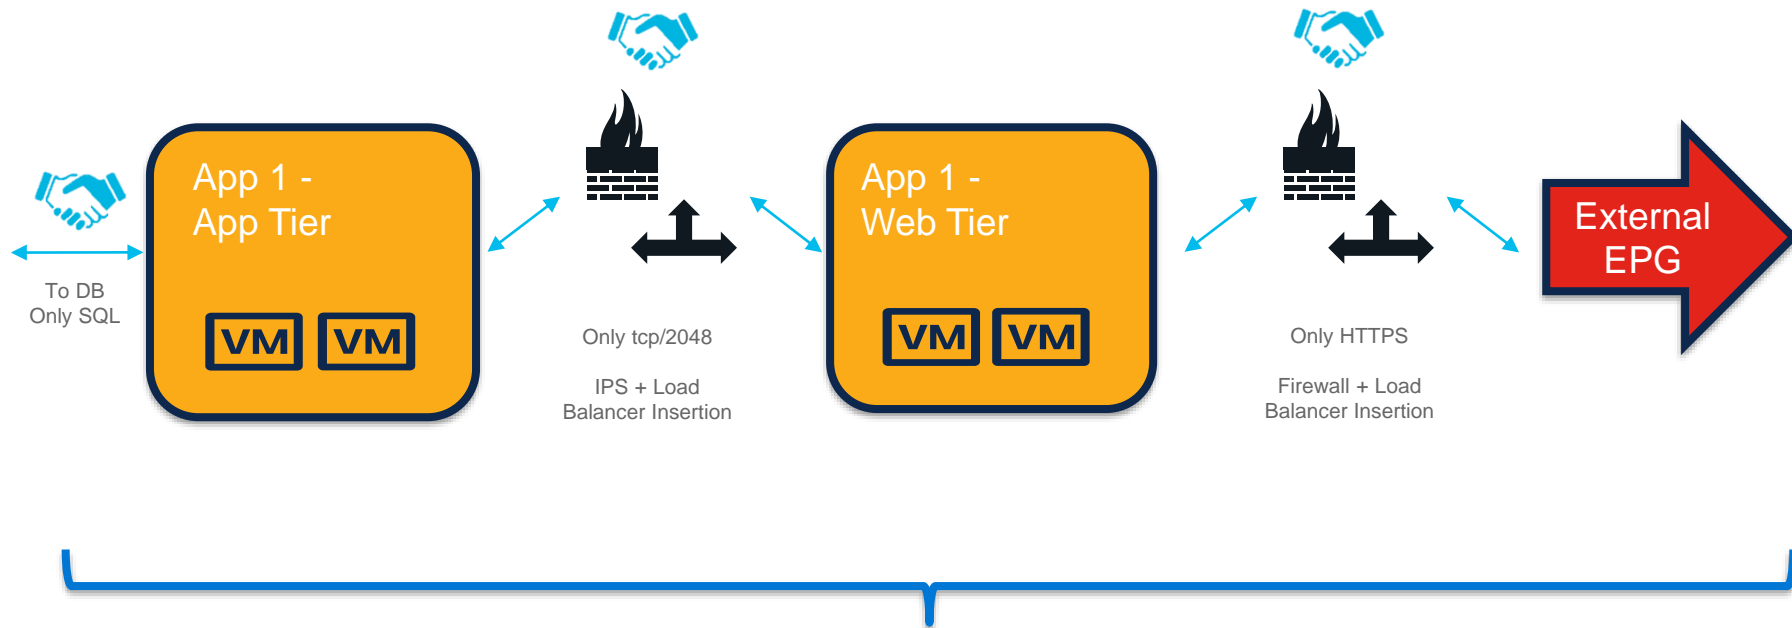 To DB
Only SQL
App 1 -
App Tier
VM VM
Only tcp/2048
IPS + Load
Balancer Insertion
App 1 -
Web Tier
VM VM
Only HTTPS
Firewall + Load
Balancer Insertion
External
EPG